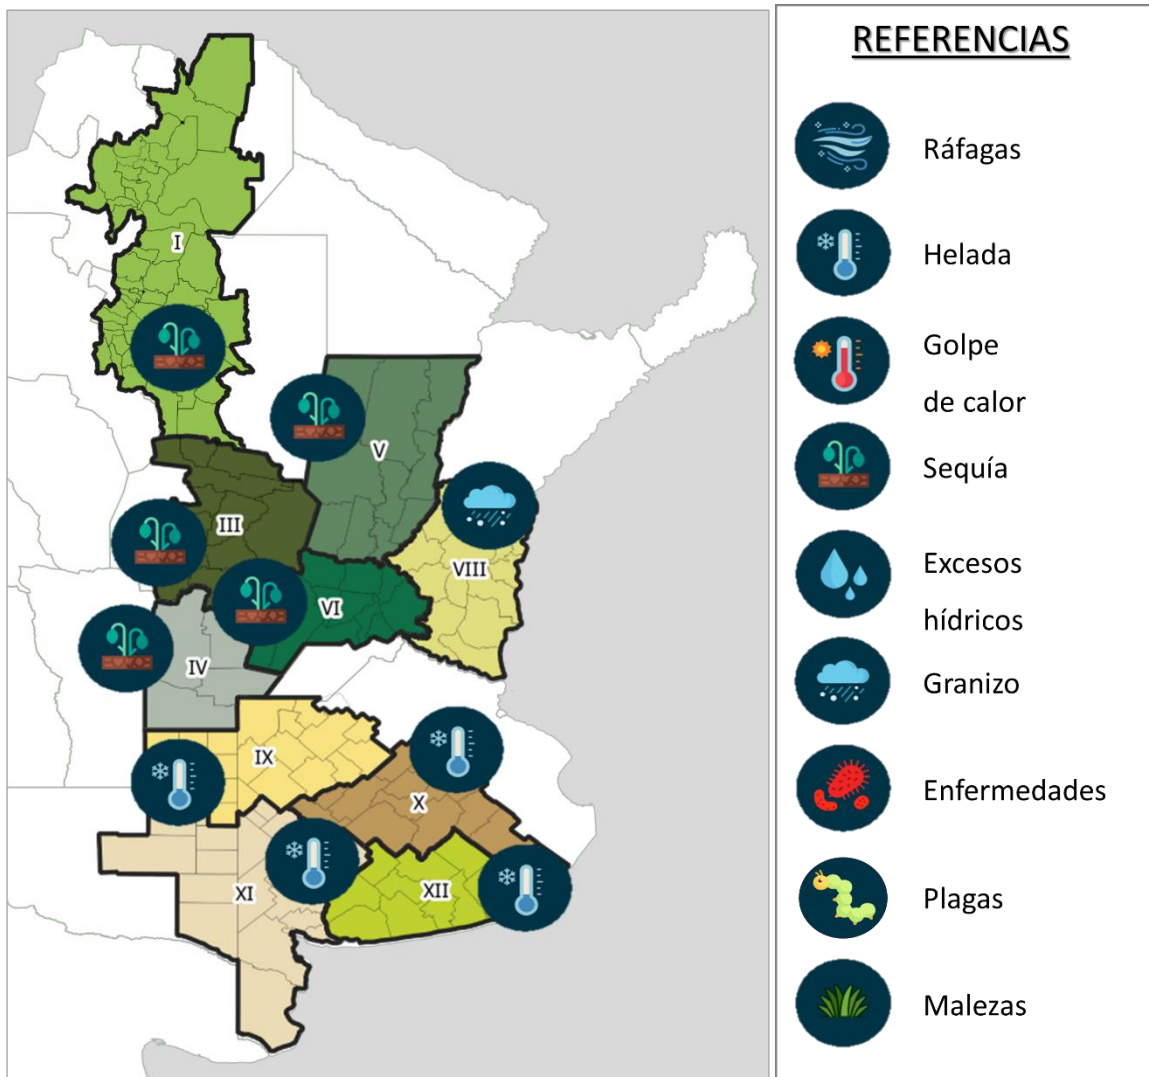 REFERENCIAS
Ráfagas
Helada
Golpe
de calor
Sequía
Excesos
hídricos
Granizo
Enfermedades
Plagas
Malezas
I
V
III
VIII
VI
IV
IX
X
XI
XII